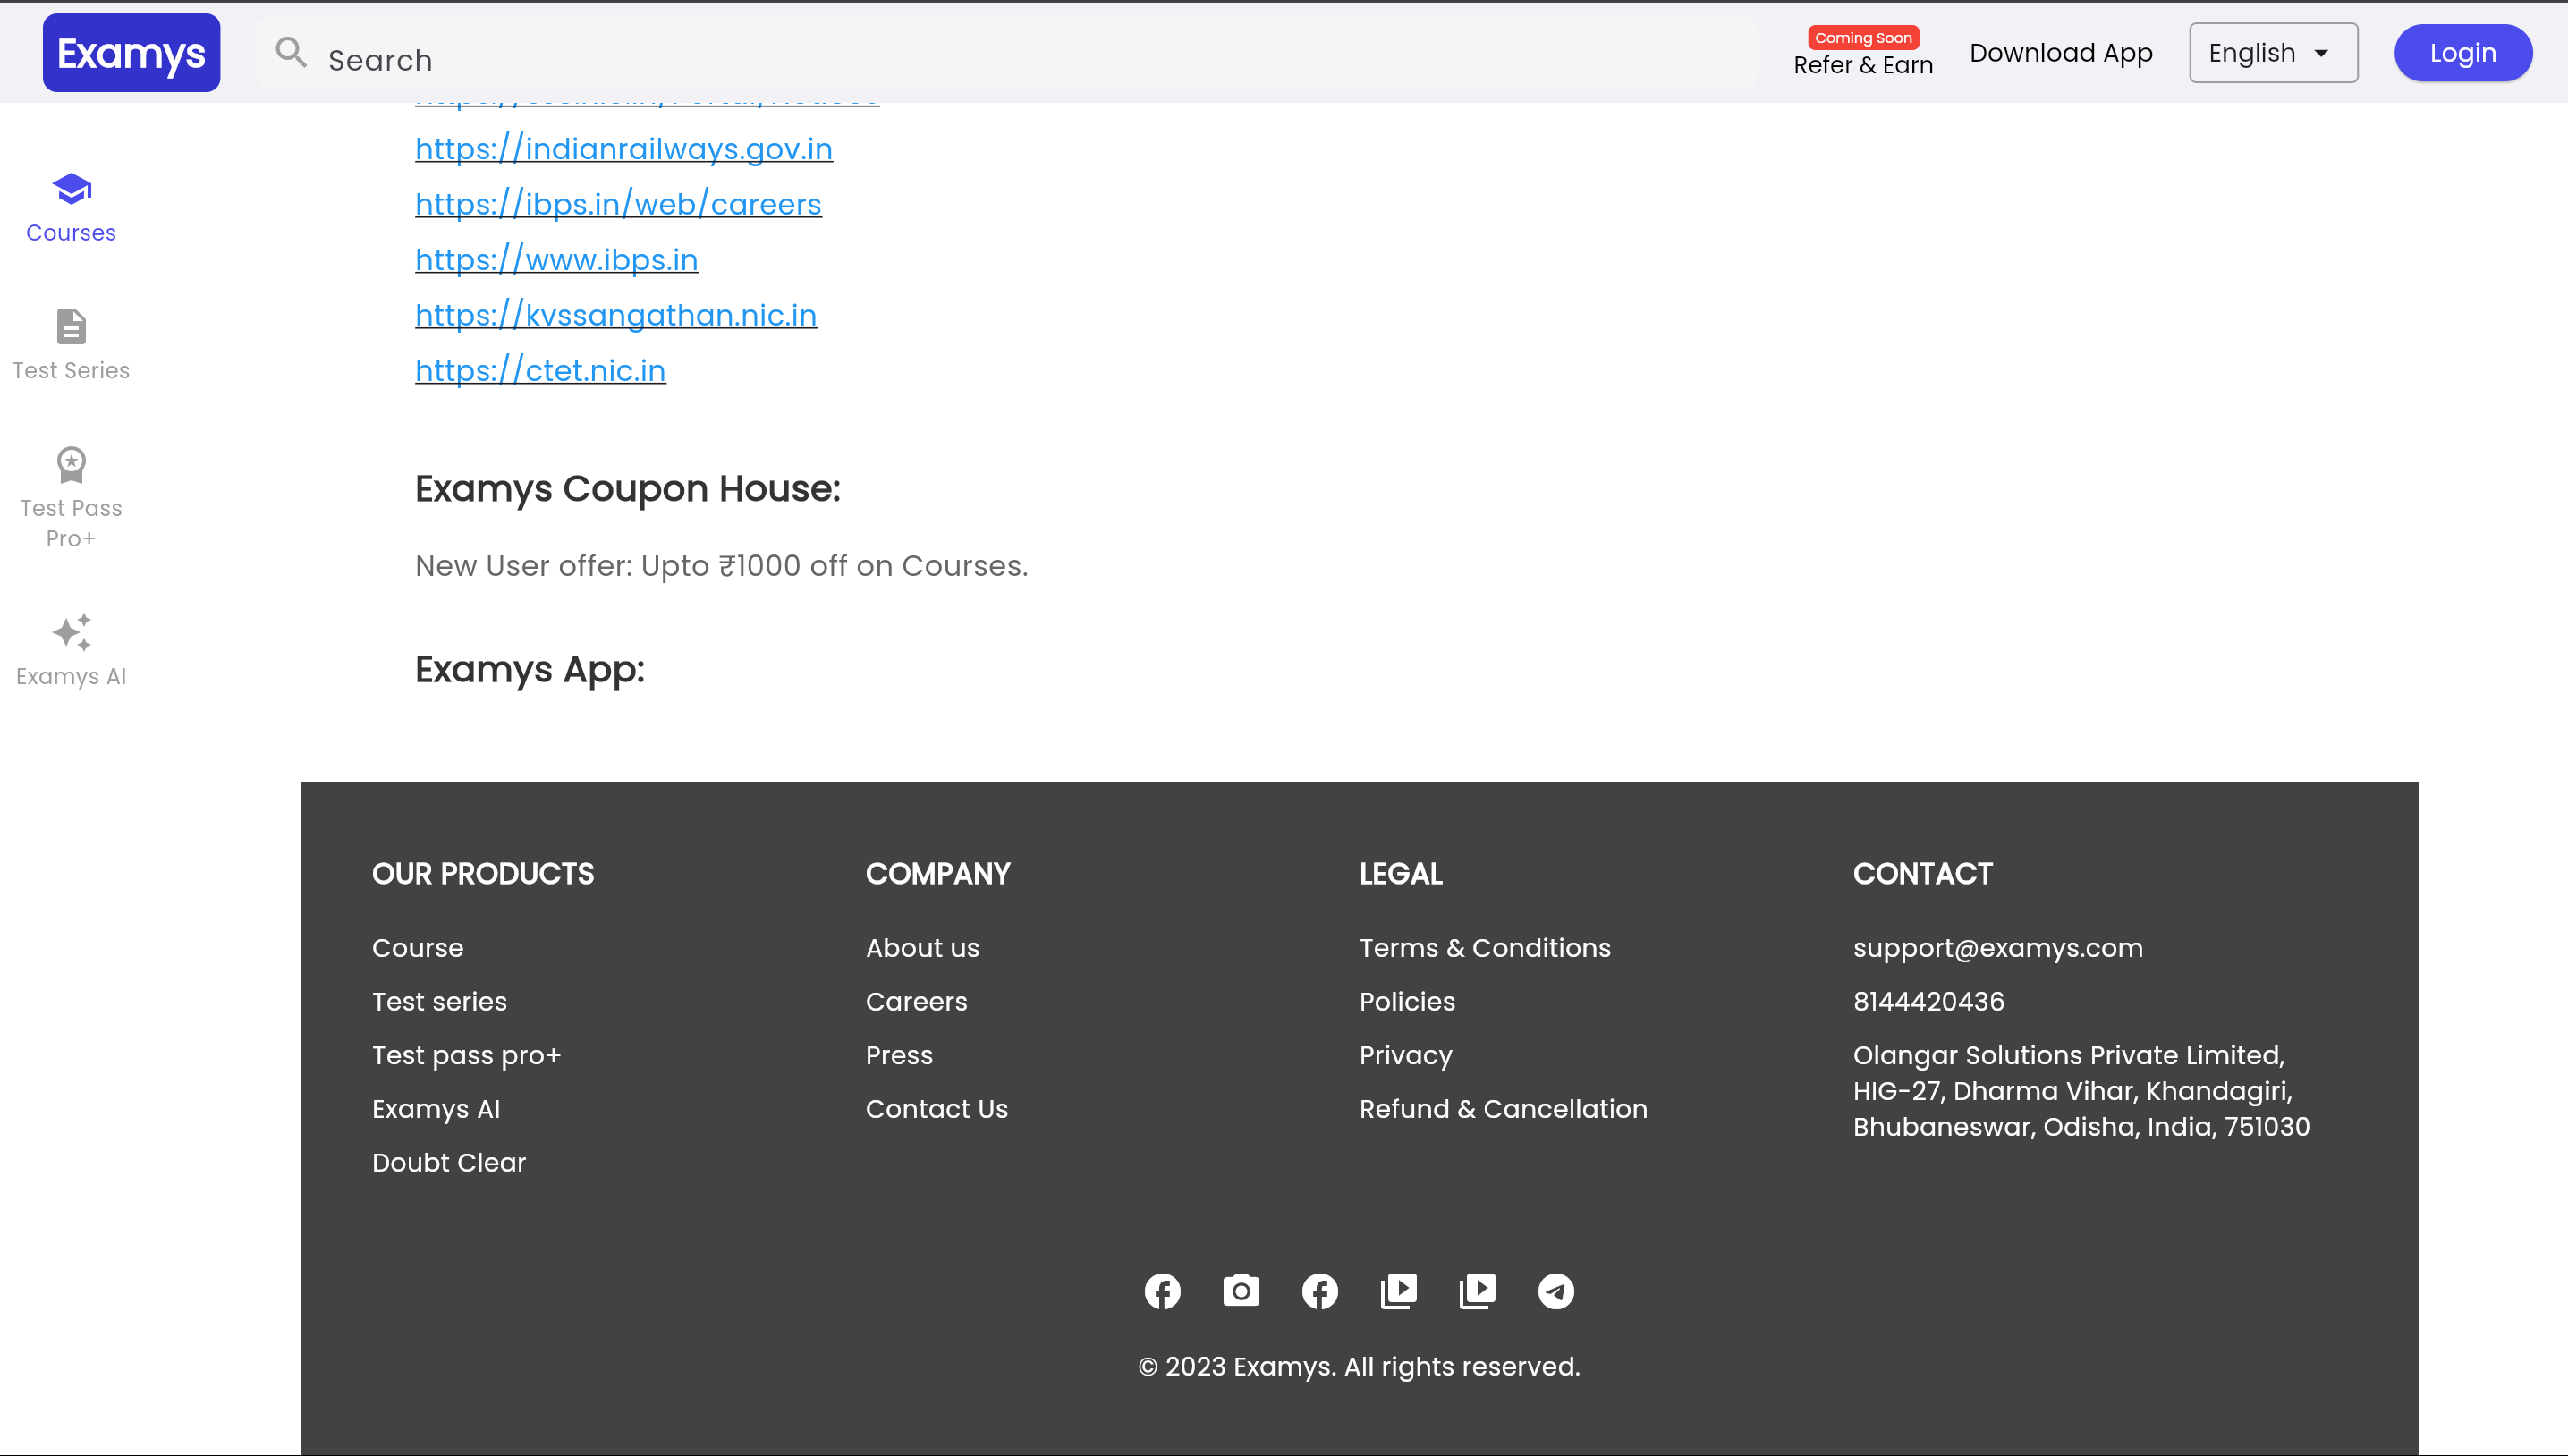 Examys
Search
Coming Soon
Refer & Earn
Download App
English
Login
Courses
Test Series
Test Pass
Pro+
Examys AI
https://indianrailways.gov.in
https://ibps.in/web/careers
https://www.ibps.in
https://kvssangathan.nic.in
https://ctet.nic.in
Examys Coupon House:
New User offer: Upto ₹1000 off on Courses.
Examys App:
OUR PRODUCTS
Course
Test series
Test pass pro+
Examys AI
Doubt Clear
COMPANY
About us
Careers
Press
Contact Us
LEGAL
Terms & Conditions
Policies
Privacy
Refund & Cancellation
CONTACT
support@examys.com
8144420436
Olangar Solutions Private Limited,
HIG-27, Dharma Vihar, Khandagiri,
Bhubaneswar, Odisha, India, 751030
© 2023 Examys. All rights reserved.